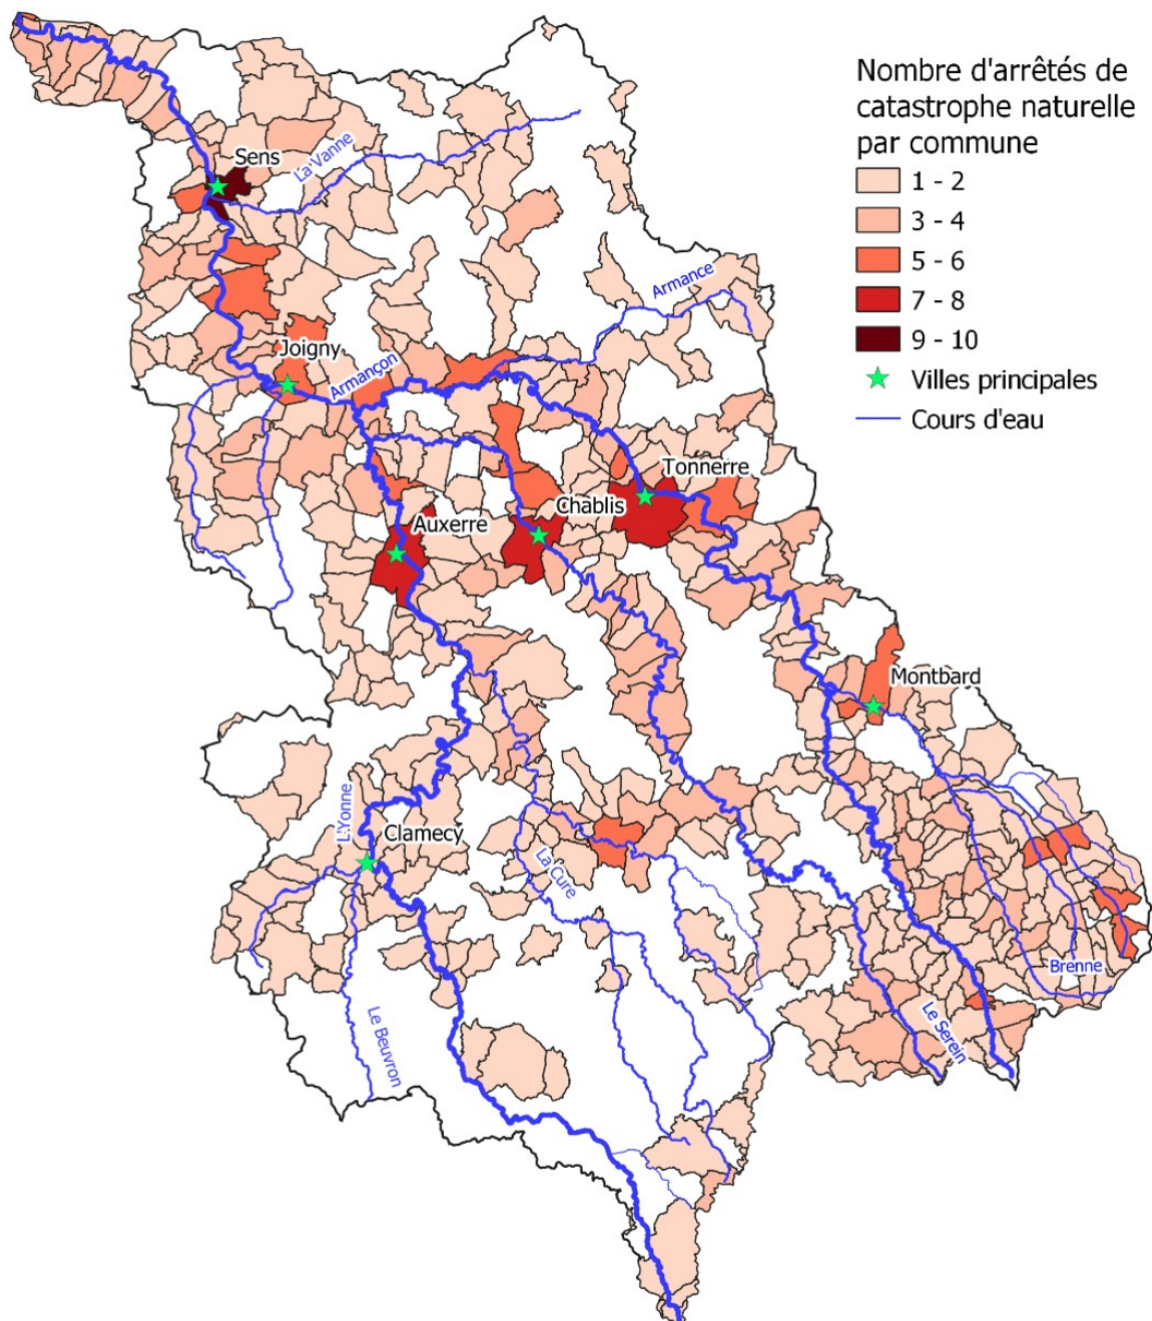 Nombre d'arrêtés de
catastrophe naturelle
par commune
1 - 2
3 - 4
5 - 6
7 - 8
9 - 10
Villes principales
Cours d'eau
Sens
La Vanne
Armance
Joigny
Armançon
Tonnerre
Chablis
Auxerre
Montbard
L'Yonne
Clamecy
La Cure
Brenne
Le Serein
Le Beuvron